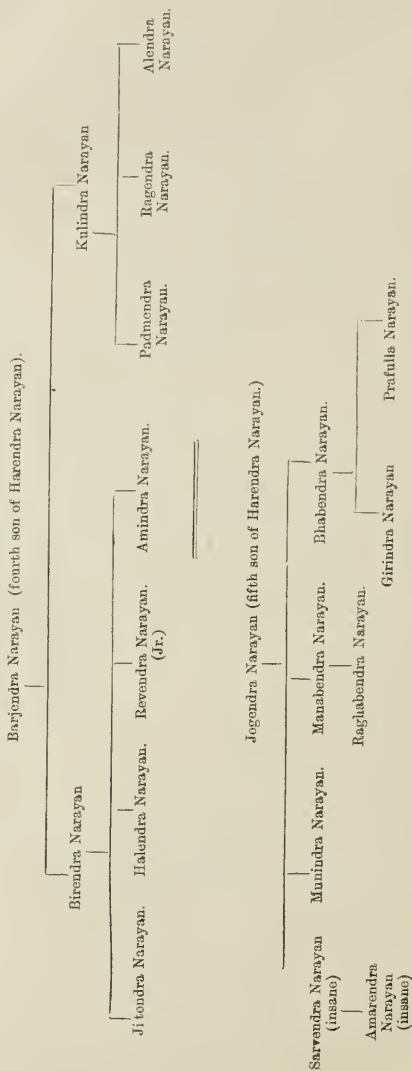 Barjendra Narayan (fourth son of Harendra Narayan).
Birendra Narayan
Kulindra Narayan
Jitondra Narayan.
Halendra Narayan.
Revendra Narayan.
(Jr.)
Amindra Narayan.
Padmendra
Narayan.
Ragendra
Narayan.
Alendra
Narayan.
Jogendra Narayan (fifth son of Harendra Narayan.)
Sarvendra Narayan
(insane)
Munindra Narayan.
Manabendra Narayan.
Bhabendra Narayan.
Amarendra
Narayan
(insane)
Raghabendra Narayan.
Girindra Narayan
Prafulla Narayan.